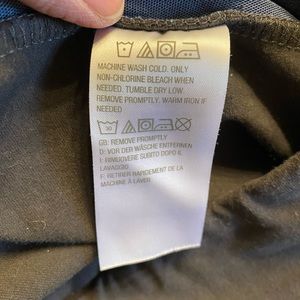 MACHINE WASH COLD. ONLY
NON-CHLORINE BLEACH WHEN
NEEDED. TUMBLE DRY LOW.
REMOVE PROMPTLY. WARM IRON IF
NEEDED
30
GB: REMOVE PROMPTLY
D: VOR DER WÄSCHE ENTFERNEN
I: RIMUOVERE SUBITO DOPO IL
LAVAGGIO
F: RETIRER RAPIDEMENT DE LA
MACHINE À LAVER